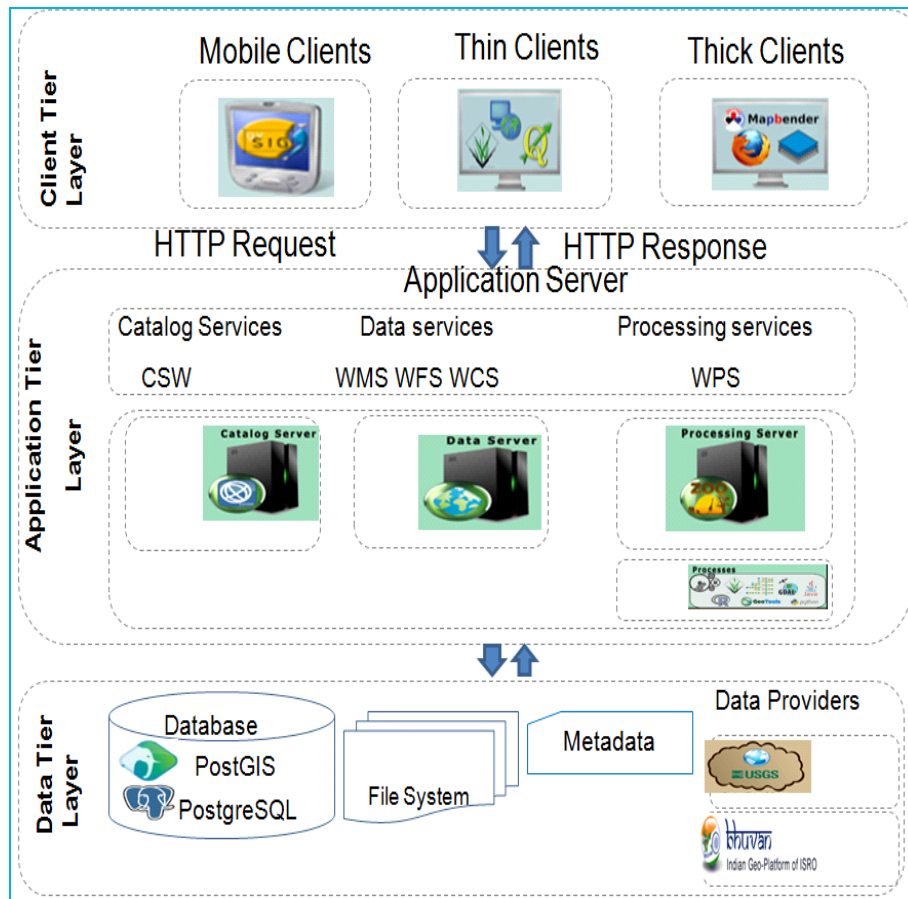 Mobile Clients
Thin Clients
Thick Clients
SIG
Mapbender
Client Tier
Layer
HTTP Request
HTTP Response
Application Server
Catalog Services
Data services
Processing services
CSW
WMS WFS WCS
WPS
Application Tier
Layer
Catalog Server
Data Server
Processing Server
ZOO
Processes
GDAL
Java
R
GeoTools
python
Data Tier
Layer
Database
PostGIS
PostgreSQL
File System
Metadata
Data Providers
USGS
bhuvan
Indian Geo-Platform of ISRO